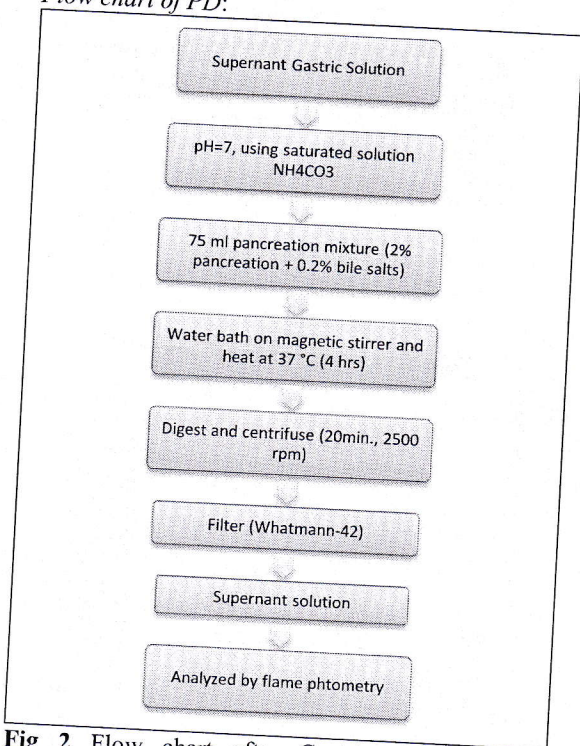 Flow chart of PD:
Supernant Gastric Solution
pH=7, using saturated solution
NH4CO3
75 ml pancreation mixture (2%
pancreation + 0.2% bile salts)
Water bath on magnetic stirrer and
heat at 37 °C (4 hrs)
Digest and centrifuse (20min., 2500
rpm)
Filter (Whatmann-42)
Supernant solution
Analyzed by flame phtometry
Fig. 2. Flow chart